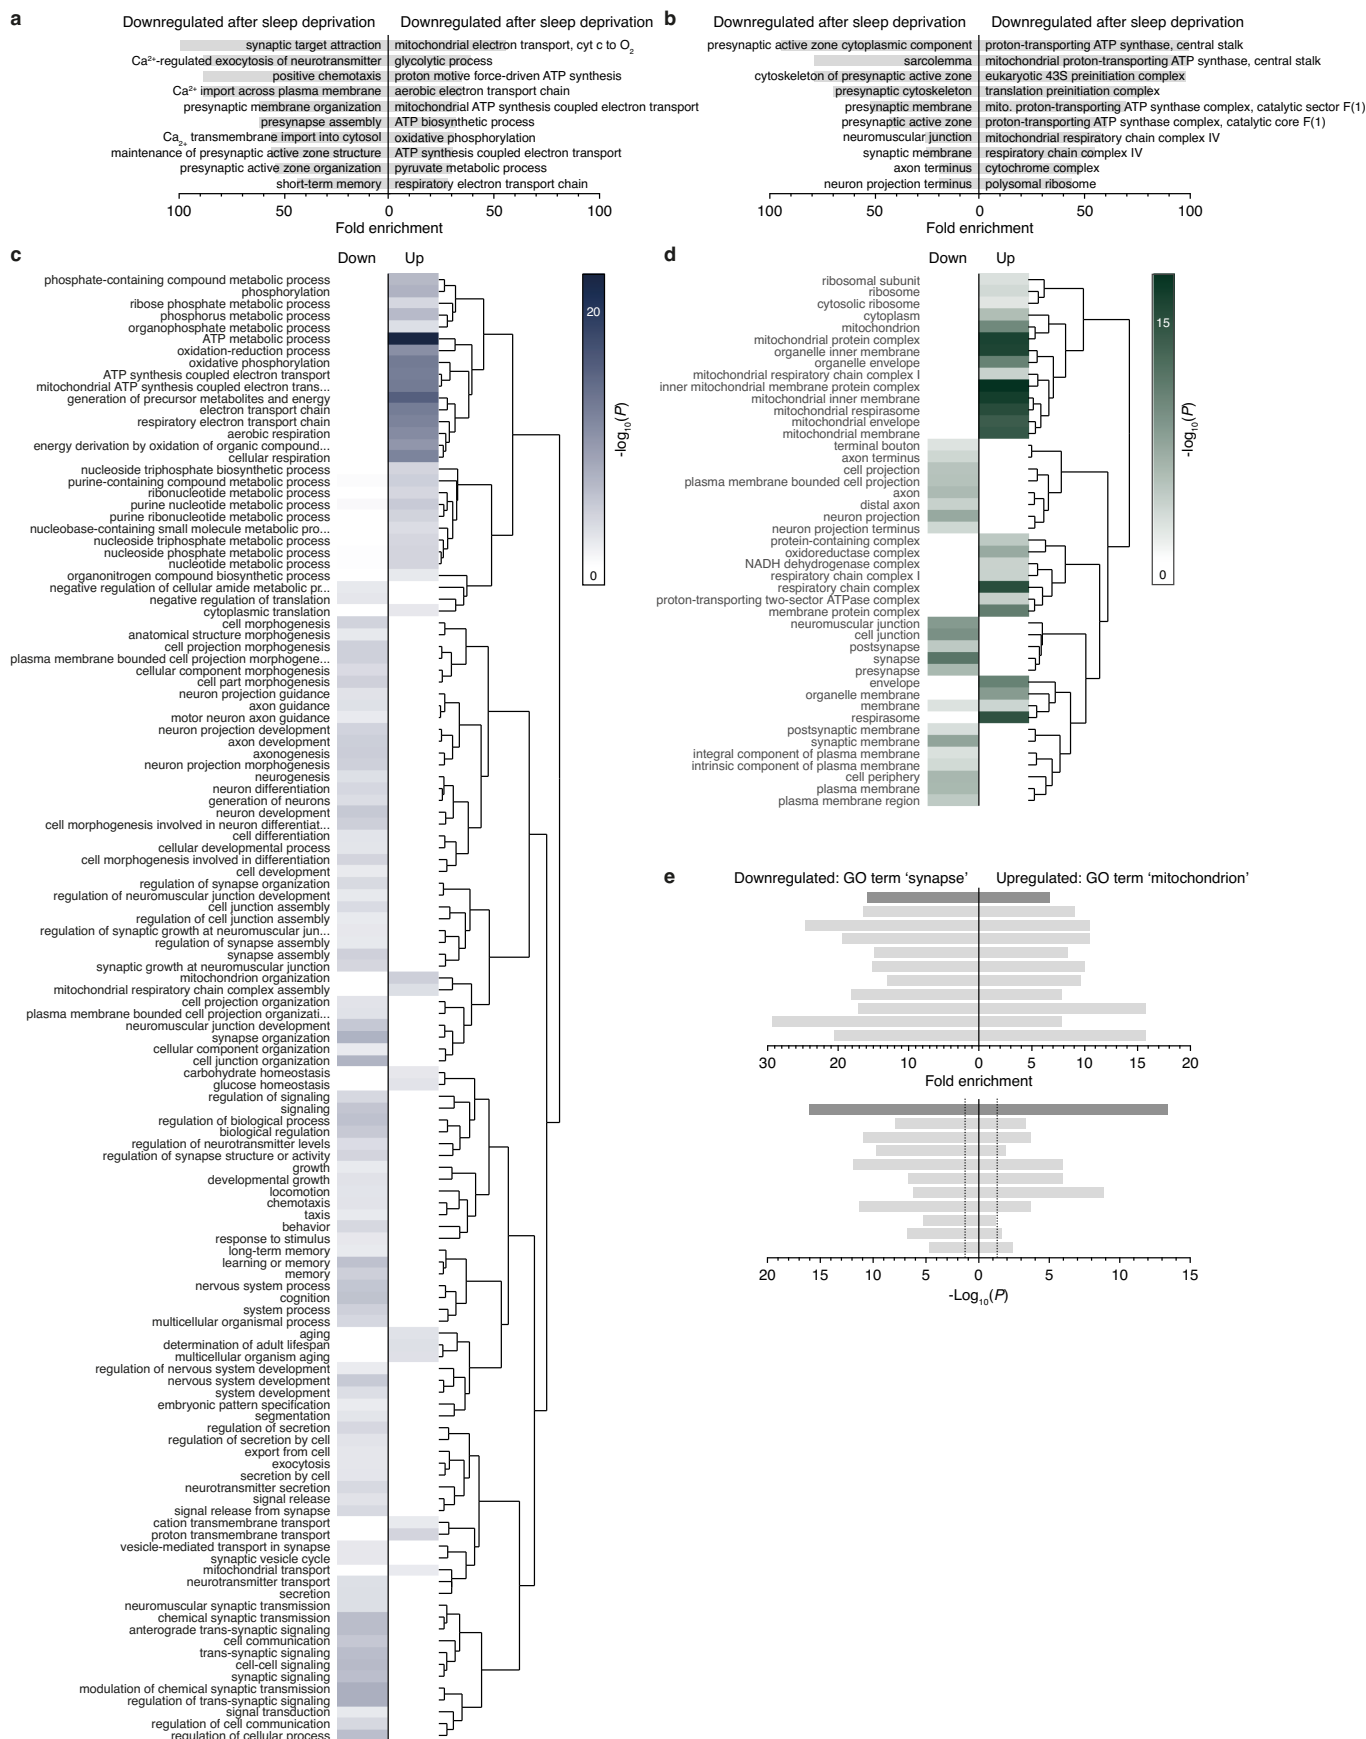 a
Downregulated after sleep deprivation Downregulated after sleep deprivation
synaptic target attraction mitochondrial electron transport, cyt c to O2
Ca2+-regulated exocytosis of neurotransmitter glycolytic process
positive chemotaxis proton motive force-driven ATP synthesis
Ca2+ import across plasma membrane aerobic electron transport chain
presynaptic membrane organization mitochondrial ATP synthesis coupled electron transport
presynapse assembly ATP biosynthetic process
Ca2+ transmembrane import into cytosol oxidative phosphorylation
maintenance of presynaptic active zone structure ATP synthesis coupled electron transport
presynaptic active zone organization pyruvate metabolic process
short-term memory respiratory electron transport chain
100 50 0 50 100
Fold enrichment
b
Downregulated after sleep deprivation Downregulated after sleep deprivation
presynaptic active zone cytoplasmic component proton-transporting ATP synthase, central stalk
sarcolemma mitochondrial proton-transporting ATP synthase, central stalk
cytoskeleton of presynaptic active zone eukaryotic 43S preinitiation complex
presynaptic cytoskeleton translation preinitiation complex
presynaptic membrane mito. proton-transporting ATP synthase complex, catalytic sector F(1)
presynaptic active zone proton-transporting ATP synthase complex, catalytic core F(1)
neuromuscular junction mitochondrial respiratory chain complex IV
synaptic membrane respiratory chain complex IV
axon terminus cytochrome complex
neuron projection terminus polysomal ribosome
100 50 0 50 100
Fold enrichment
c
Down Up
phosphate-containing compound metabolic process
phosphorylation
ribose phosphate metabolic process
phosphorus metabolic process
organophosphate metabolic process
ATP metabolic process
oxidation-reduction process
oxidative phosphorylation
ATP synthesis coupled electron transport
mitochondrial ATP synthesis coupled electron trans...
generation of precursor metabolites and energy
electron transport chain
respiratory electron transport chain
aerobic respiration
energy derivation by oxidation of organic compound...
cellular respiration
nucleoside triphosphate biosynthetic process
purine-containing compound metabolic process
ribonucleotide metabolic process
purine nucleotide metabolic process
purine ribonucleotide metabolic process
nucleobase-containing small molecule metabolic pro...
nucleoside triphosphate metabolic process
nucleoside phosphate metabolic process
nucleotide metabolic process
organonitrogen compound biosynthetic process
negative regulation of cellular amide metabolic pr...
negative regulation of translation
cytoplasmic translation
cell morphogenesis
anatomical structure morphogenesis
cell projection morphogenesis
plasma membrane bounded cell projection morphogene...
cellular component morphogenesis
cell part morphogenesis
neuron projection guidance
axon guidance
motor neuron axon guidance
neuron projection development
axon development
axonogenesis
neuron projection morphogenesis
neurogenesis
neuron differentiation
generation of neurons
neuron development
cell morphogenesis involved in neuron differentiat...
cell differentiation
cellular developmental process
cell morphogenesis involved in differentiation
cell development
regulation of synapse organization
regulation of neuromuscular junction development
cell junction assembly
regulation of cell junction assembly
regulation of synaptic growth at neuromuscular jun...
regulation of synapse assembly
synapse assembly
synaptic growth at neuromuscular junction
mitochondrion organization
mitochondrial respiratory chain complex assembly
cell projection organization
plasma membrane bounded cell projection organizati...
neuromuscular junction development
synapse organization
cellular component organization
cell junction organization
carbohydrate homeostasis
glucose homeostasis
regulation of signaling
signaling
regulation of biological process
biological regulation
regulation of neurotransmitter levels
regulation of synapse structure or activity
growth
developmental growth
locomotion
chemotaxis
taxis
behavior
response to stimulus
long-term memory
learning or memory
memory
nervous system process
cognition
system process
multicellular organismal process
aging
determination of adult lifespan
multicellular organism aging
regulation of nervous system development
nervous system development
system development
embryonic pattern specification
segmentation
regulation of secretion
regulation of secretion by cell
export from cell
exocytosis
secretion by cell
neurotransmitter secretion
signal release
signal release from synapse
cation transmembrane transport
proton transmembrane transport
vesicle-mediated transport in synapse
synaptic vesicle cycle
mitochondrial transport
neurotransmitter transport
secretion
neuromuscular synaptic transmission
chemical synaptic transmission
anterograde trans-synaptic signaling
cell communication
trans-synaptic signaling
cell-cell signaling
synaptic signaling
modulation of chemical synaptic transmission
regulation of trans-synaptic signaling
signal transduction
regulation of cell communication
regulation of cellular process
20
0
-log10(P)
d
Down Up
ribosomal subunit
ribosome
cytosolic ribosome
cytoplasm
mitochondrion
mitochondrial protein complex
organelle inner membrane
organelle envelope
mitochondrial respiratory chain complex I
inner mitochondrial membrane protein complex
mitochondrial inner membrane
mitochondrial respirasome
mitochondrial envelope
mitochondrial membrane
terminal bouton
axon terminus
cell projection
plasma membrane bounded cell projection
axon
distal axon
neuron projection
neuron projection terminus
protein-containing complex
oxidoreductase complex
NADH dehydrogenase complex
respiratory chain complex I
respiratory chain complex
proton-transporting two-sector ATPase complex
membrane protein complex
neuromuscular junction
cell junction
postsynapse
synapse
presynapse
envelope
organelle membrane
membrane
respirasome
postsynaptic membrane
synaptic membrane
integral component of plasma membrane
intrinsic component of plasma membrane
cell periphery
plasma membrane
plasma membrane region
15
0
-log10(P)
e
Downregulated: GO term ‘synapse’ Upregulated: GO term ‘mitochondrion’
30 20 10 0 5 10 15 20
Fold enrichment
20 15 10 5 0 5 10 15
-Log10(P)